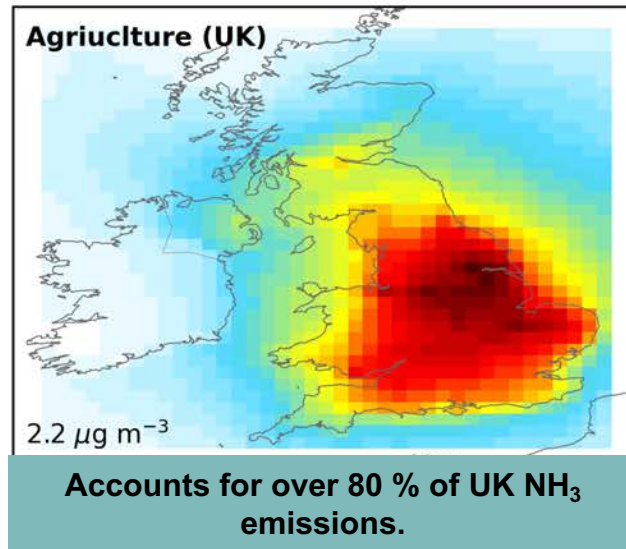 Agriuclture (UK)
2.2 μg m⁻³
Accounts for over 80 % of UK NH₃
emissions.